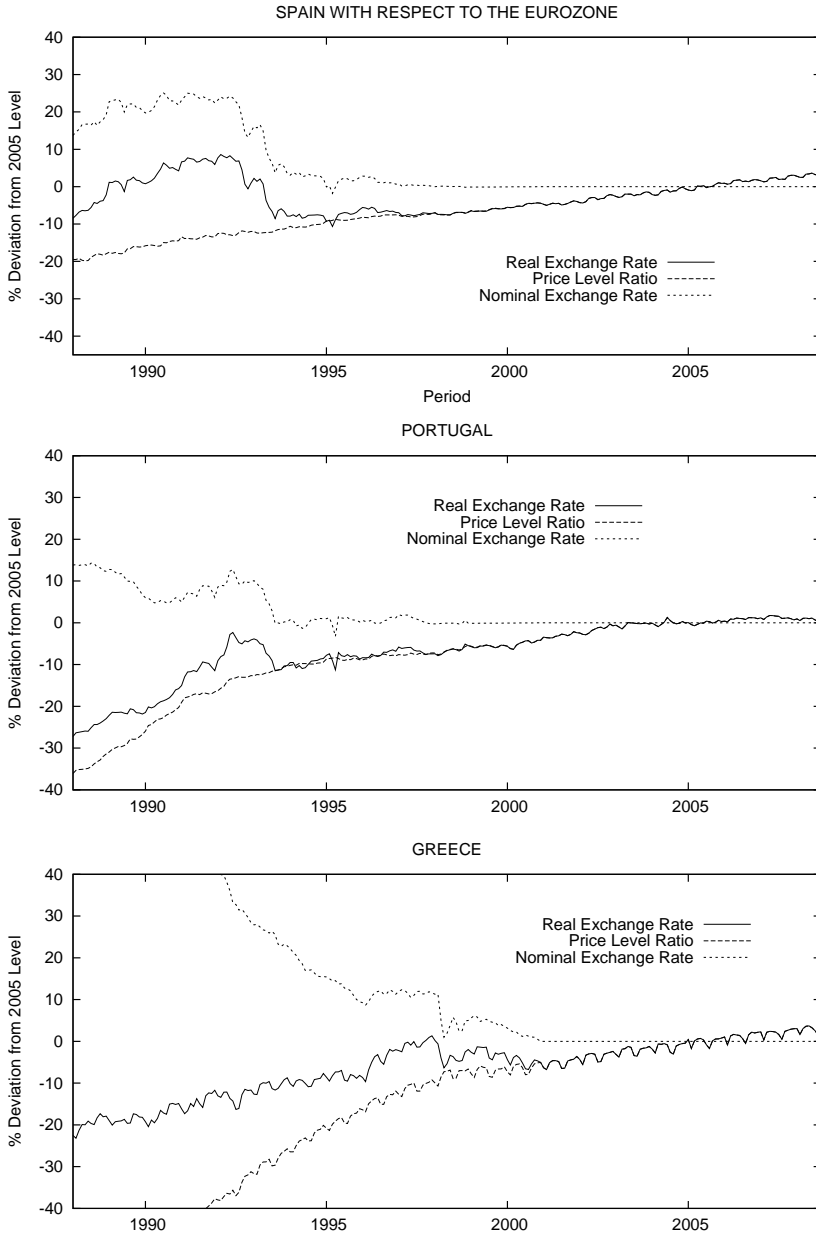 SPAIN WITH RESPECT TO THE EUROZONE
40
30
20
10
0
-10
-20
-30
-40
% Deviation from 2005 Level
Real Exchange Rate
Price Level Ratio
Nominal Exchange Rate
1990 1995 2000 2005
Period
PORTUGAL
40
30
20
10
0
-10
-20
-30
-40
% Deviation from 2005 Level
Real Exchange Rate
Price Level Ratio
Nominal Exchange Rate
1990 1995 2000 2005
GREECE
40
30
20
10
0
-10
-20
-30
-40
% Deviation from 2005 Level
Real Exchange Rate
Price Level Ratio
Nominal Exchange Rate
1990 1995 2000 2005